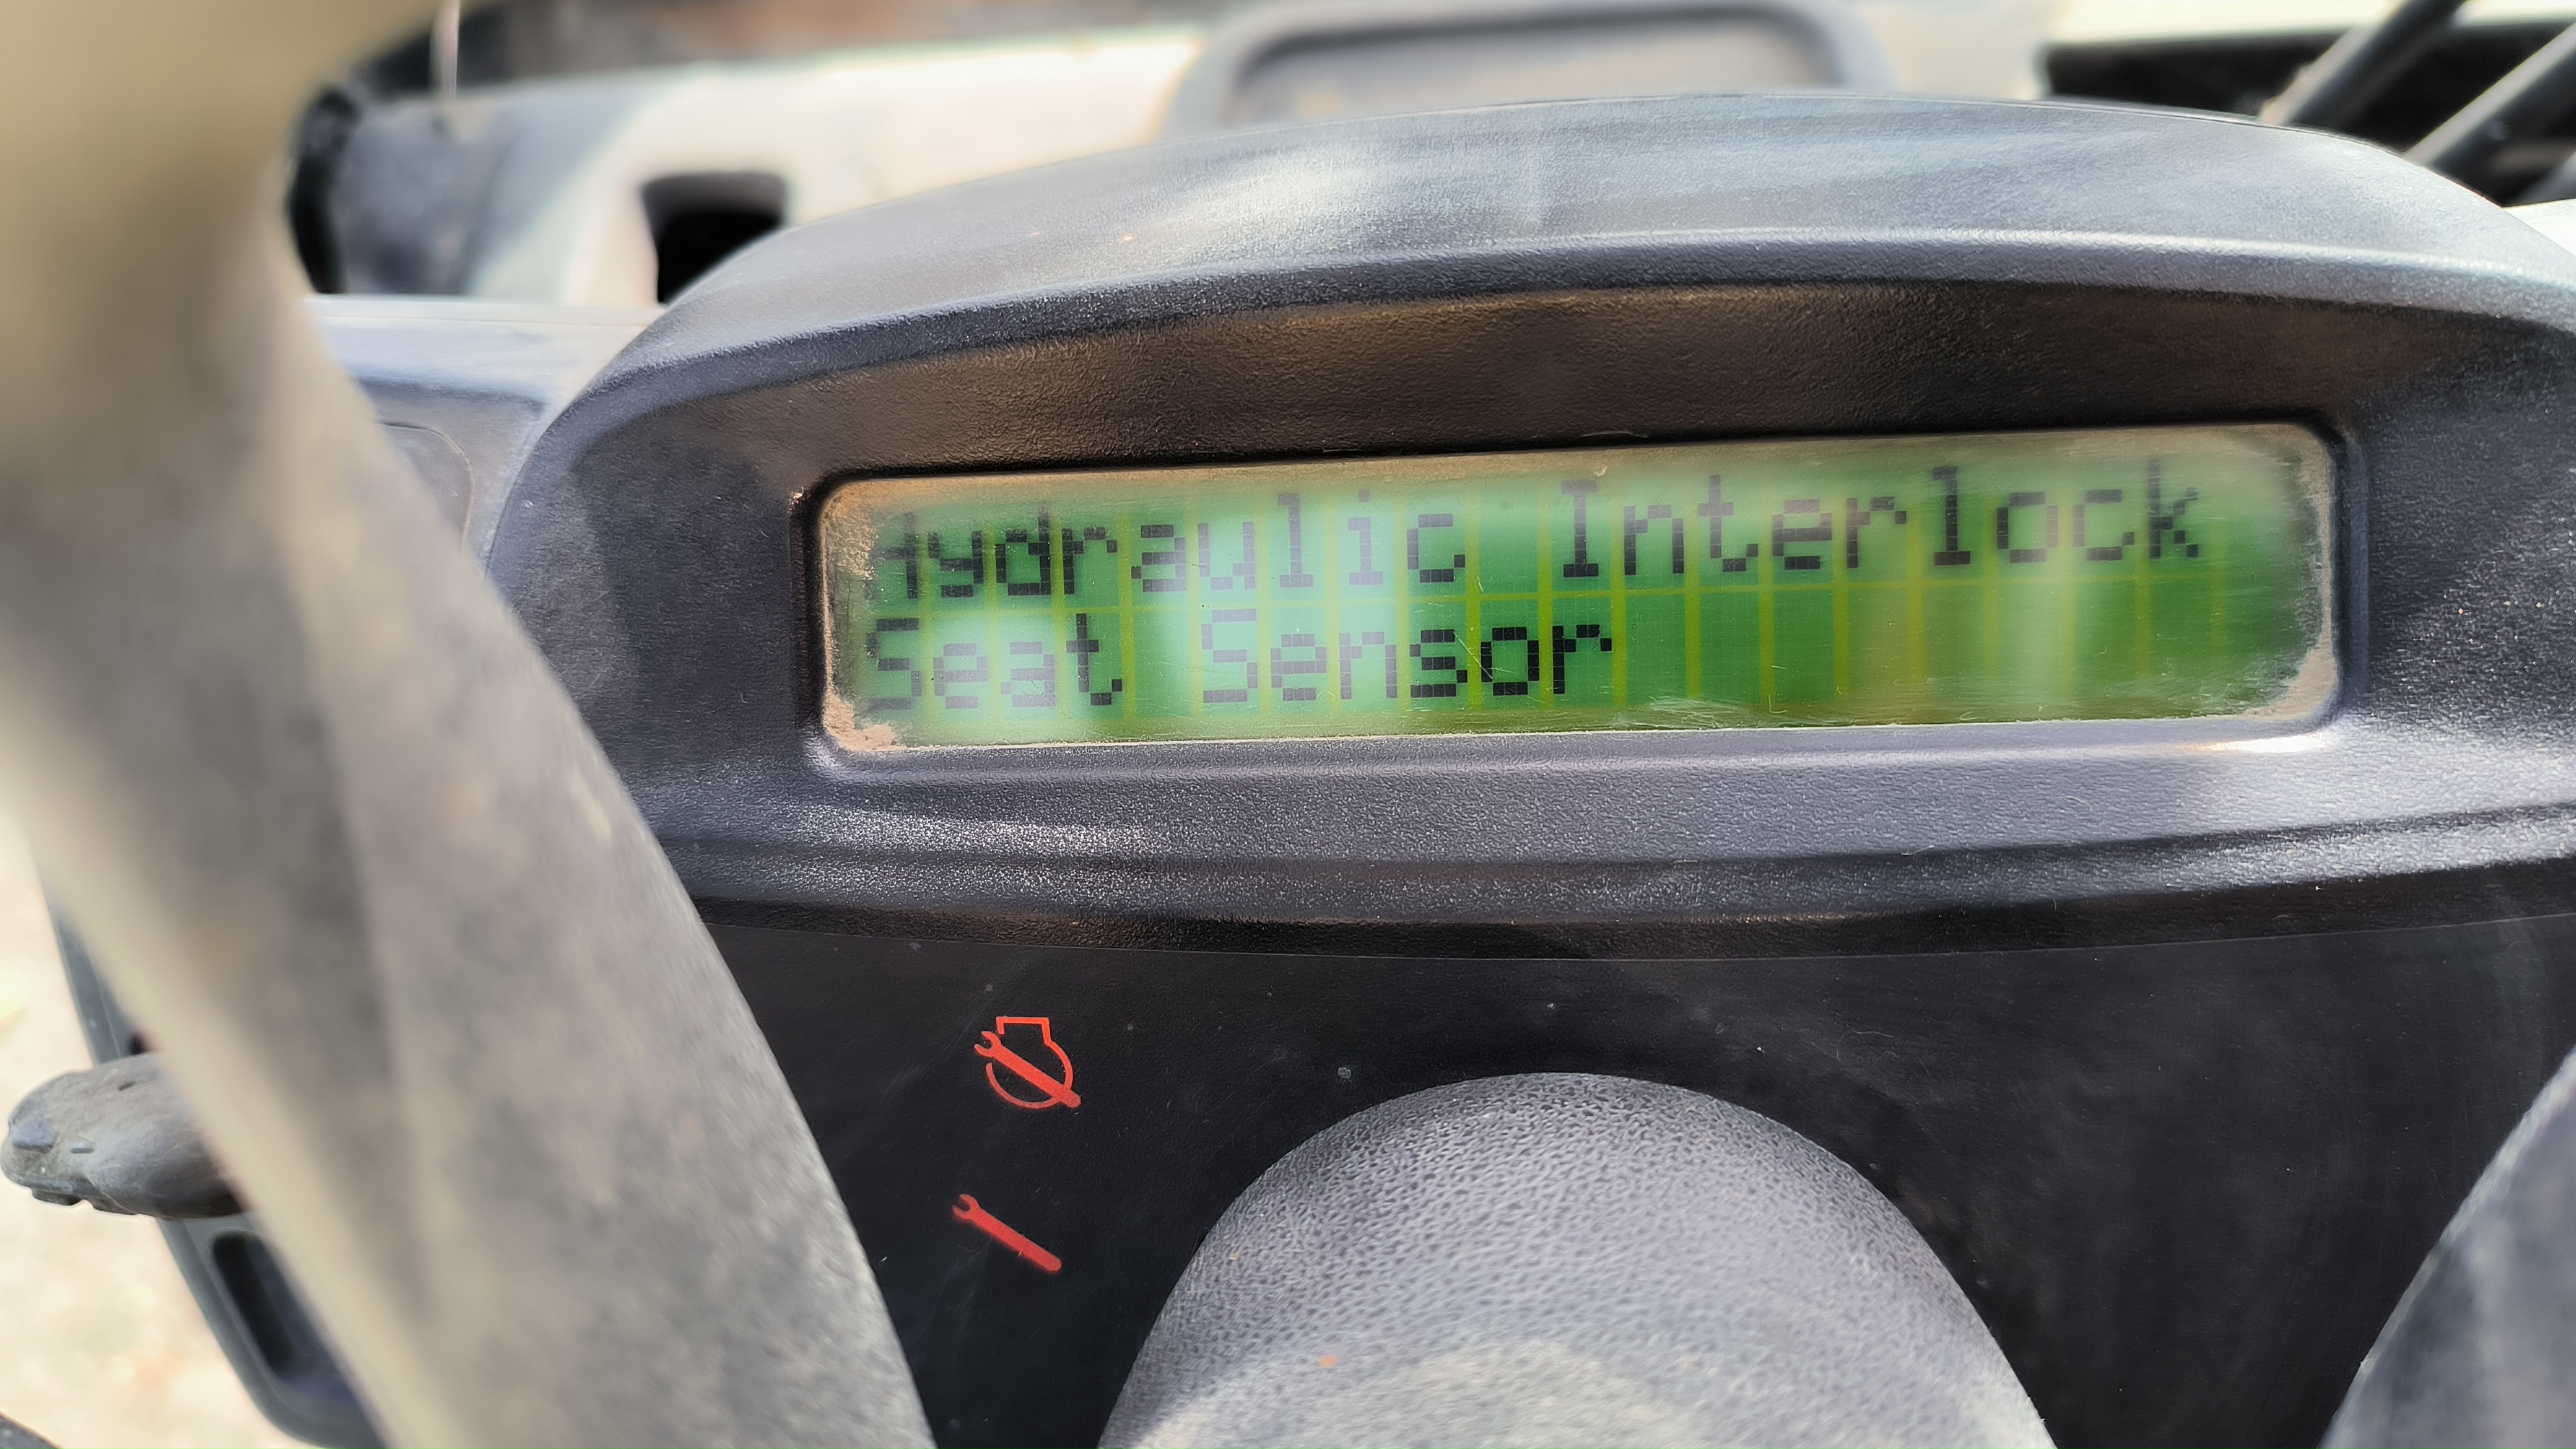 Hydraulic Interlock
Seat Sensor